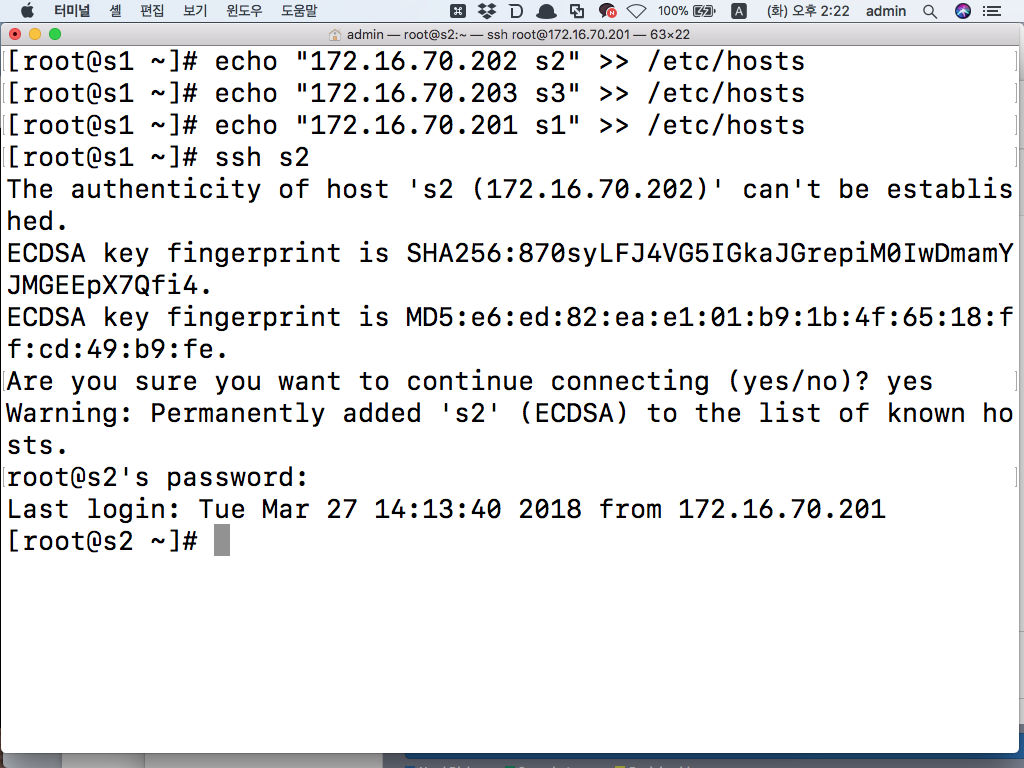 터미널 셸 편집 보기 윈도우 도움말 100% A (화) 오후 2:22 admin
admin — root@s2:~ — ssh root@172.16.70.201 — 63×22
[root@s1 ~]# echo "172.16.70.202 s2" >> /etc/hosts
[root@s1 ~]# echo "172.16.70.203 s3" >> /etc/hosts
[root@s1 ~]# echo "172.16.70.201 s1" >> /etc/hosts
[root@s1 ~]# ssh s2
The authenticity of host 's2 (172.16.70.202)' can't be establis
hed.
ECDSA key fingerprint is SHA256:870syLFJ4VG5IGkaJGrepiM0IwDmamY
JMGEEpX7Qfi4.
ECDSA key fingerprint is MD5:e6:ed:82:ea:e1:01:b9:1b:4f:65:18:f
f:cd:49:b9:fe.
Are you sure you want to continue connecting (yes/no)? yes
Warning: Permanently added 's2' (ECDSA) to the list of known ho
sts.
root@s2's password:
Last login: Tue Mar 27 14:13:40 2018 from 172.16.70.201
[root@s2 ~]#